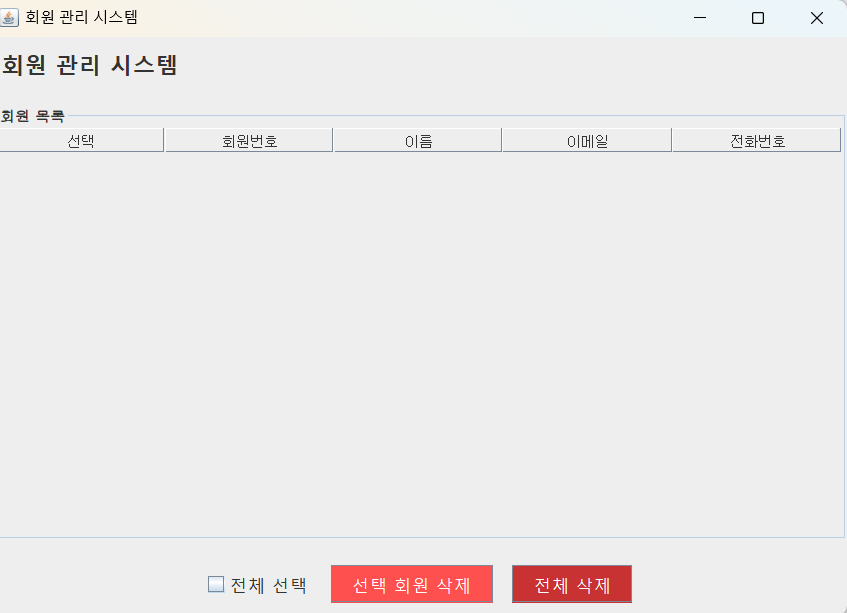 회원 관리 시스템
회원 관리 시스템
회원 목록
선택 회원번호 이름 이메일 전화번호
전체 선택 선택 회원 삭제 전체 삭제